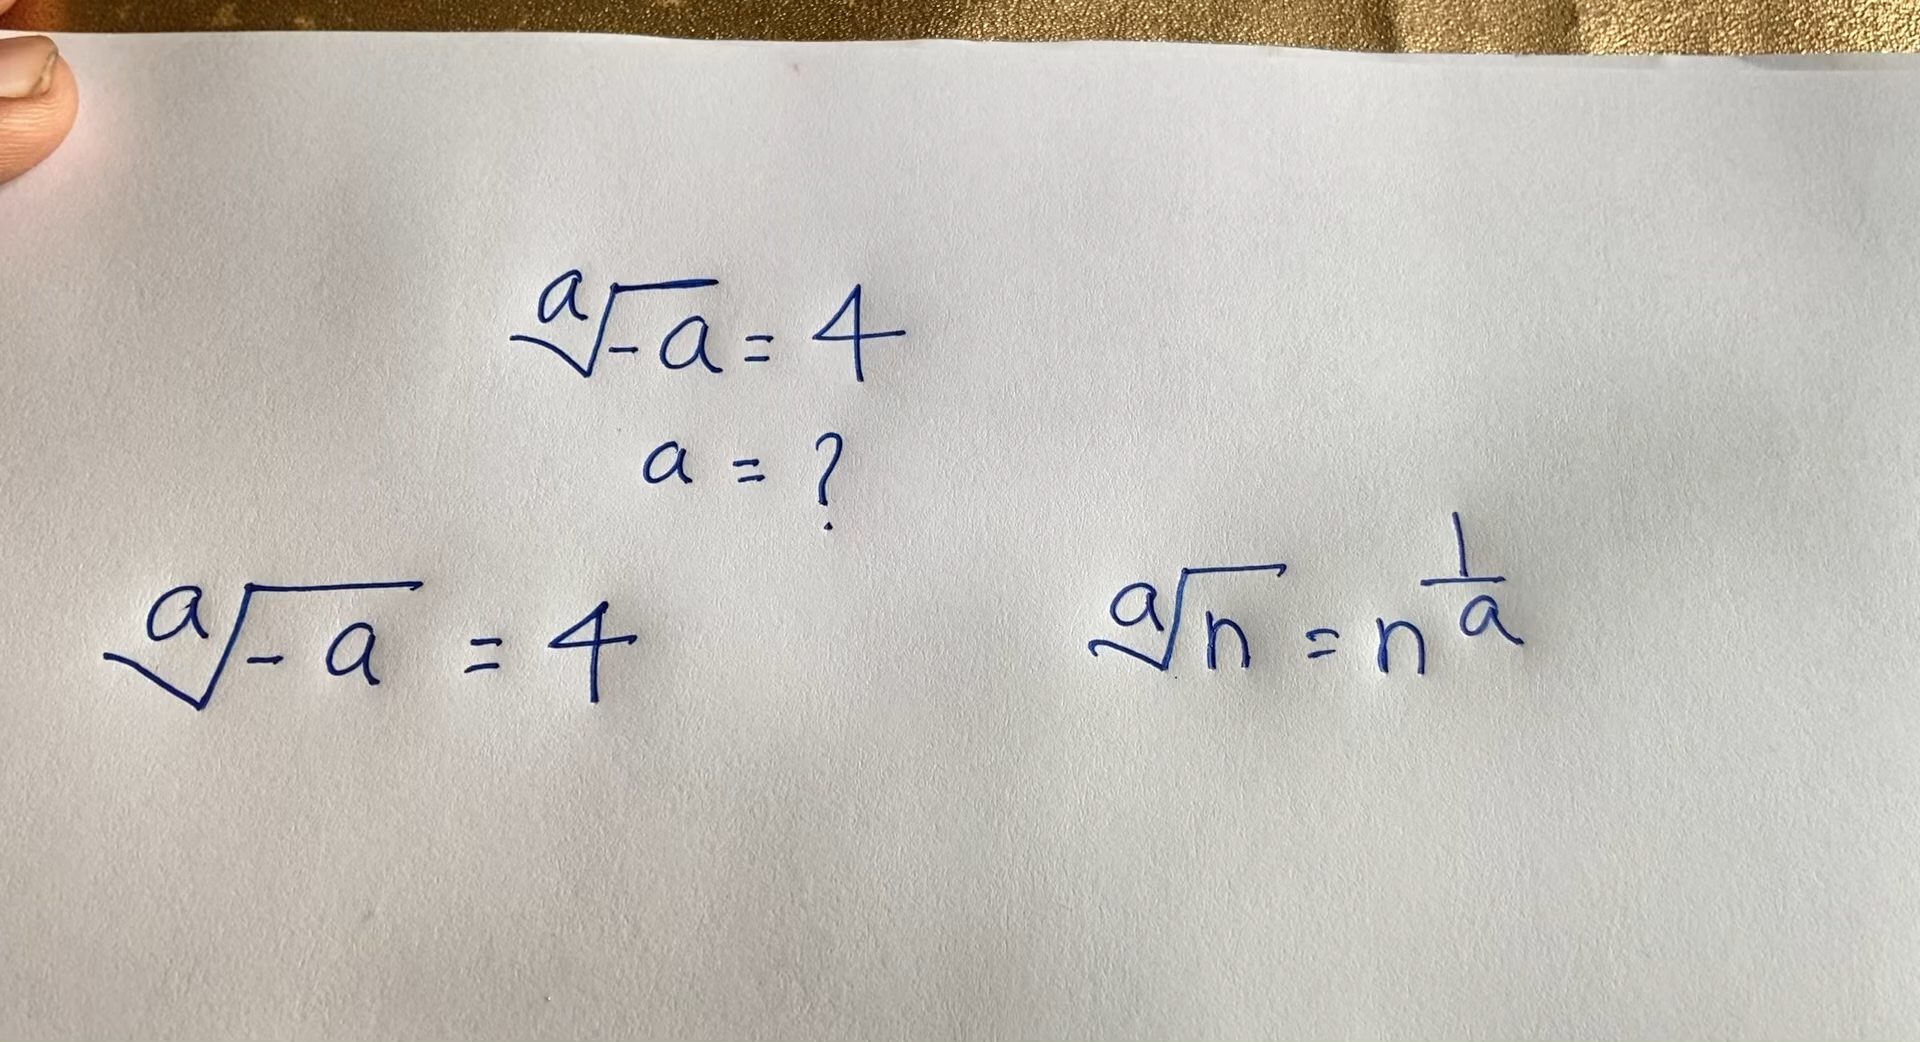 ᵃ√-a = 4
a = ?
ᵃ√-a = 4
ᵃ√n = n^(1/a)